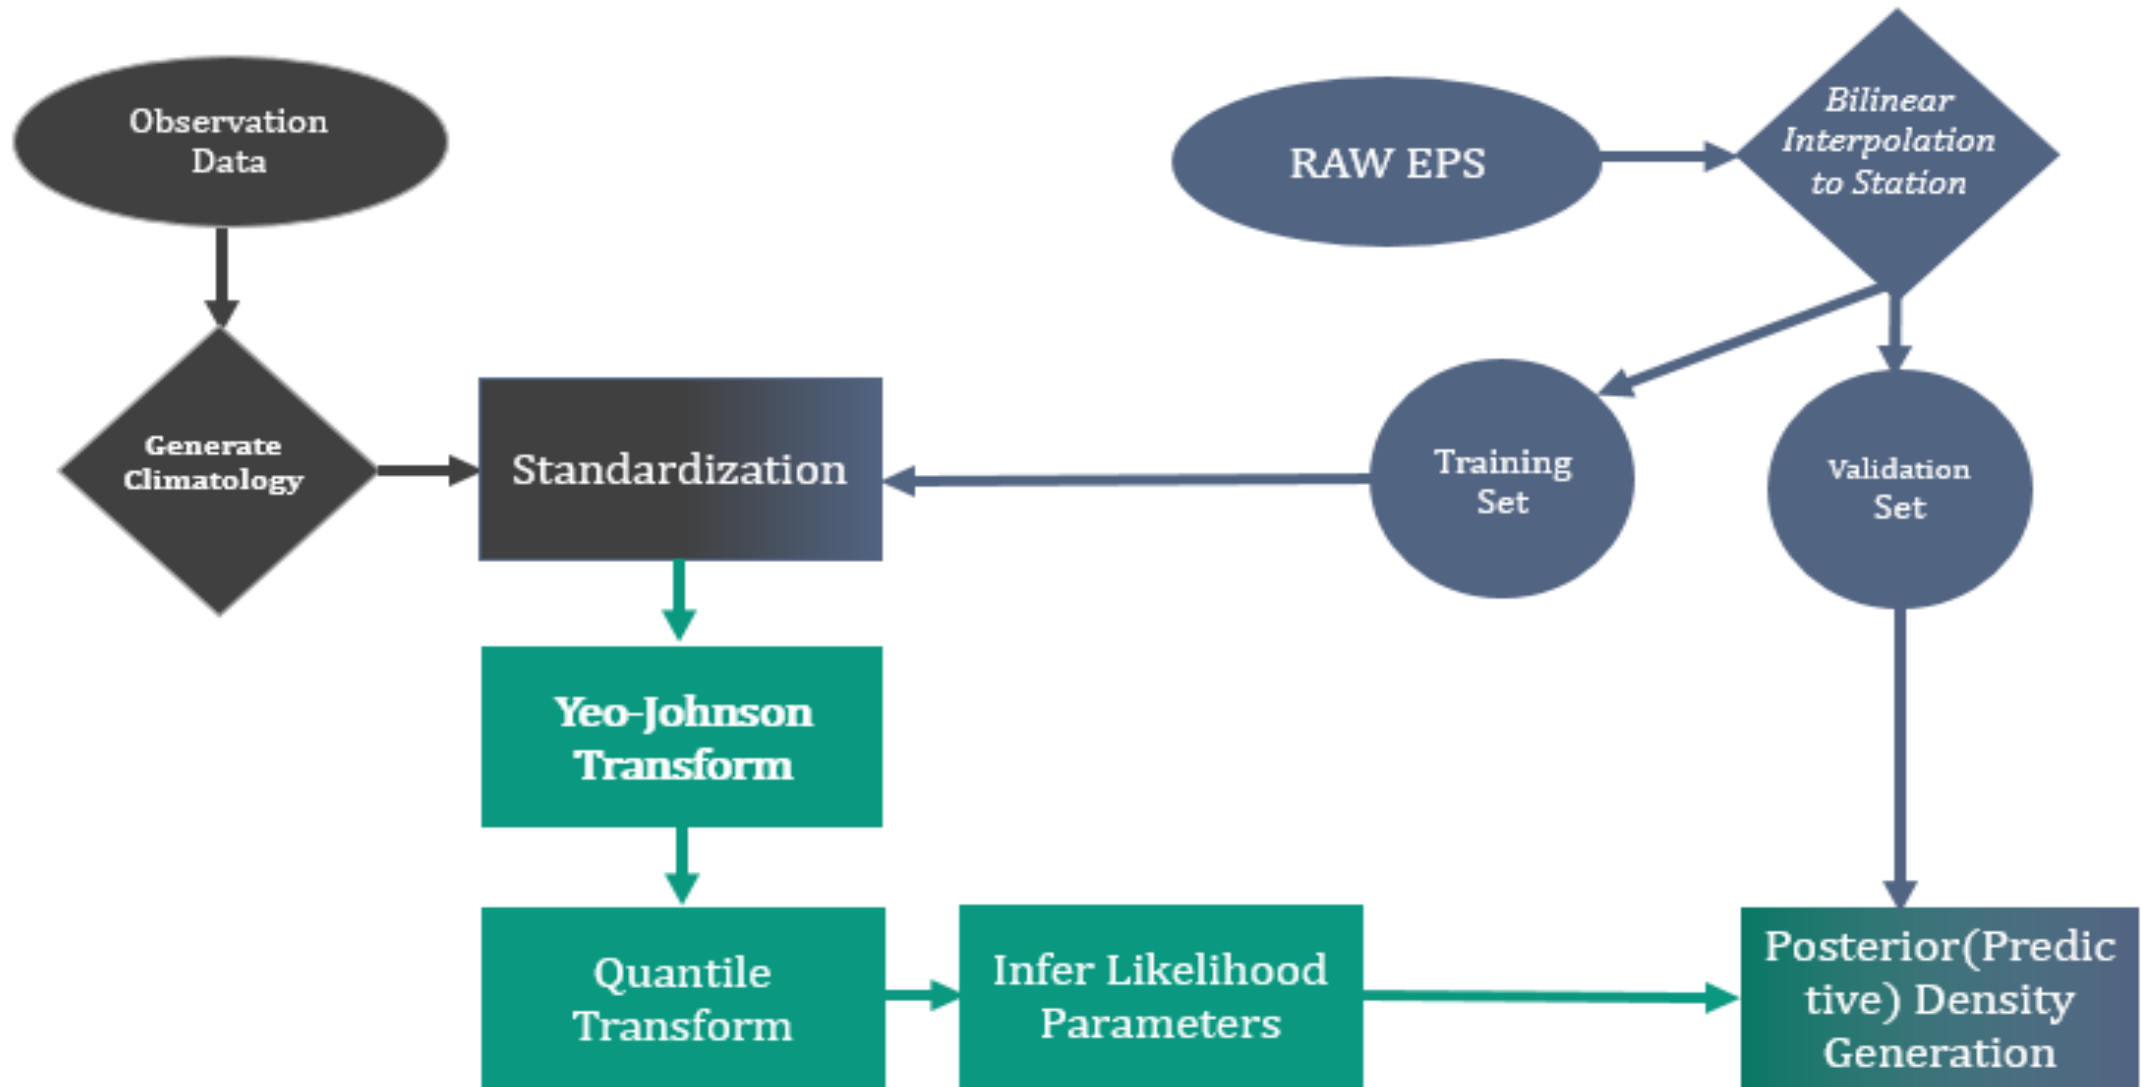 Observation
Data
RAW EPS
Bilinear
Interpolation
to Station
Generate
Climatology
Standardization
Training
Set
Validation
Set
Yeo-Johnson
Transform
Quantile
Transform
Infer Likelihood
Parameters
Posterior(Predic
tive) Density
Generation